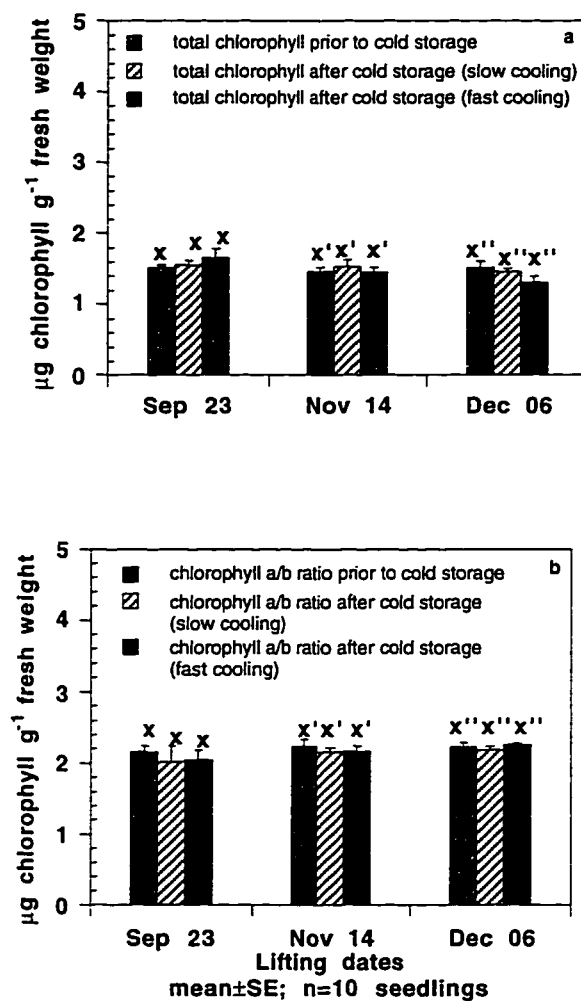 a
total chlorophyll prior to cold storage
total chlorophyll after cold storage (slow cooling)
total chlorophyll after cold storage (fast cooling)
µg chlorophyll g⁻¹ fresh weight
5
4
3
2
1
0
x x x
x' x' x'
x'' x'' x''
Sep 23 Nov 14 Dec 06
b
chlorophyll a/b ratio prior to cold storage
chlorophyll a/b ratio after cold storage
(slow cooling)
chlorophyll a/b ratio after cold storage
(fast cooling)
µg chlorophyll g⁻¹ fresh weight
5
4
3
2
1
0
x x x
x' x' x'
x'' x'' x''
Sep 23 Nov 14 Dec 06
Lifting dates
mean±SE; n=10 seedlings